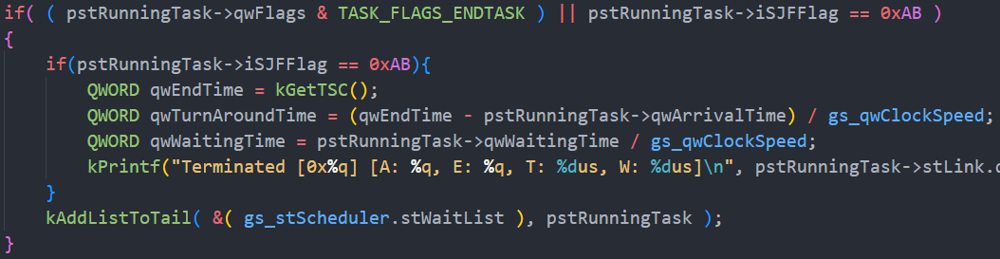 if( ( pstRunningTask->qwFlags & TASK_FLAGS_ENDTASK ) || pstRunningTask->iSJFFlag == 0xAB )
{
if(pstRunningTask->iSJFFlag == 0xAB){
QWORD qwEndTime = kGetTSC();
QWORD qwTurnAroundTime = (qwEndTime - pstRunningTask->qwArrivalTime) / gs_qwClockSpeed;
QWORD qwWaitingTime = pstRunningTask->qwWaitingTime / gs_qwClockSpeed;
kPrintf("Terminated [0x%q] [A: %q, E: %q, T: %dus, W: %dus]\n", pstRunningTask->stLink.
}
kAddListToTail( &( gs_stScheduler.stWaitList ), pstRunningTask );
}